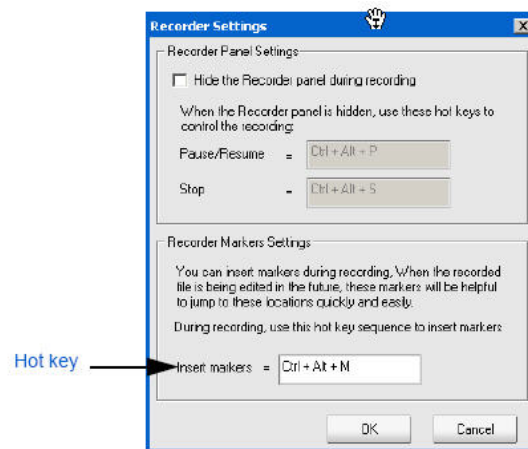 Recorder Settings
X
Recorder Panel Settings
Hide the Recorder panel during recording
When the Recorder panel is hidden, use these hot keys to
control the recording:
Pause/Resume = Ctrl + Alt + P
Stop = Ctrl + Alt + S
Recorder Markers Settings
You can insert markers during recording, When the recorded
file is being edited in the future, these markers will be helpful
to jump to these locations quickly and easily.
During recording, use this hot key sequence to insert markers
Hot key
Insert markers = Ctrl + Alt + M
OK Cancel